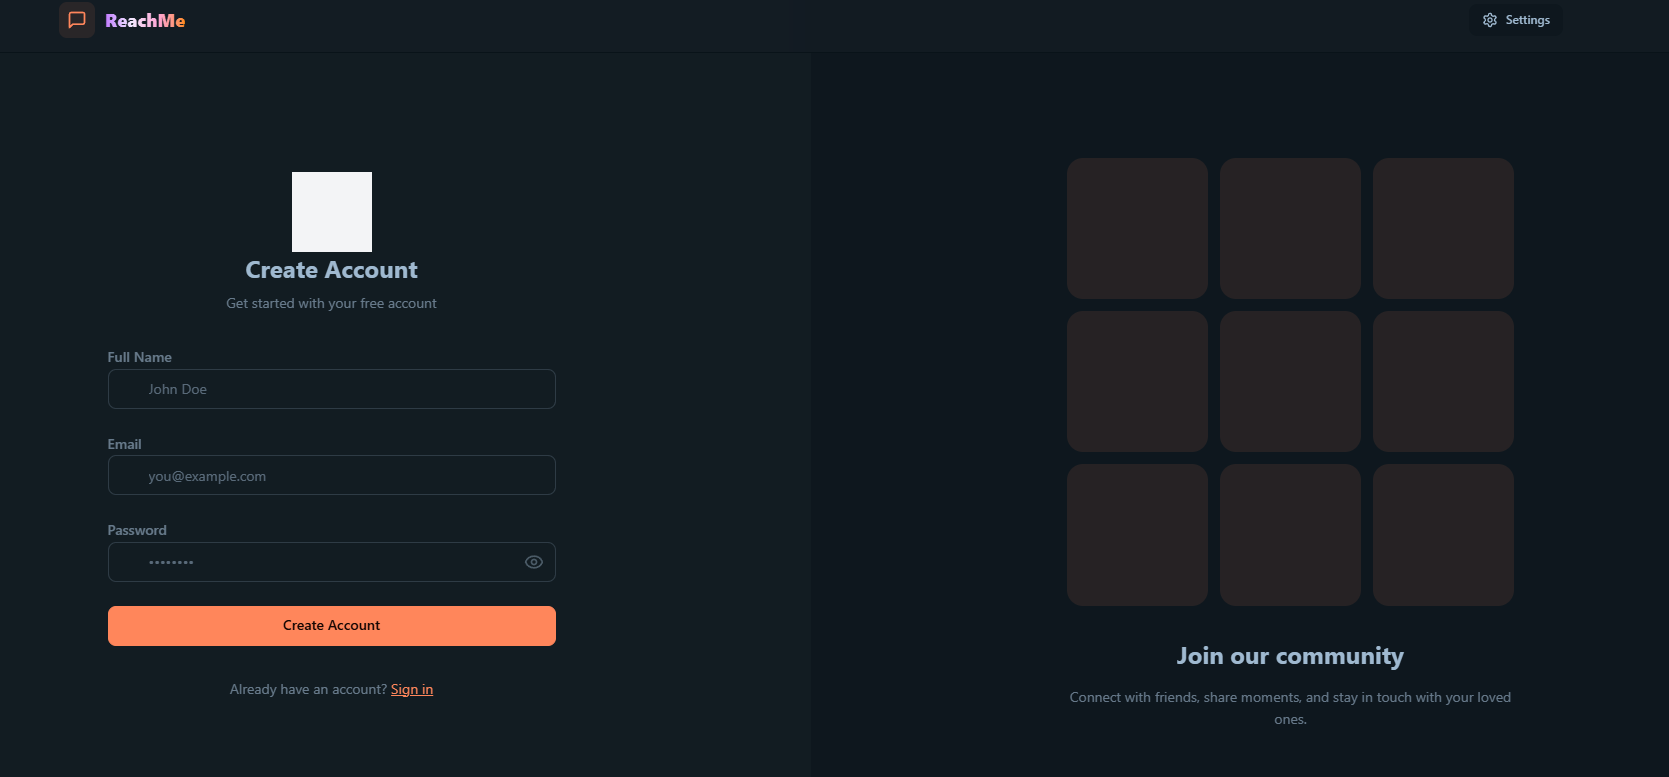 ReachMe
Settings
Create Account
Get started with your free account
Full Name
John Doe
Email
you@example.com
Password
••••••••
Create Account
Already have an account? Sign in
Join our community
Connect with friends, share moments, and stay in touch with your loved
ones.